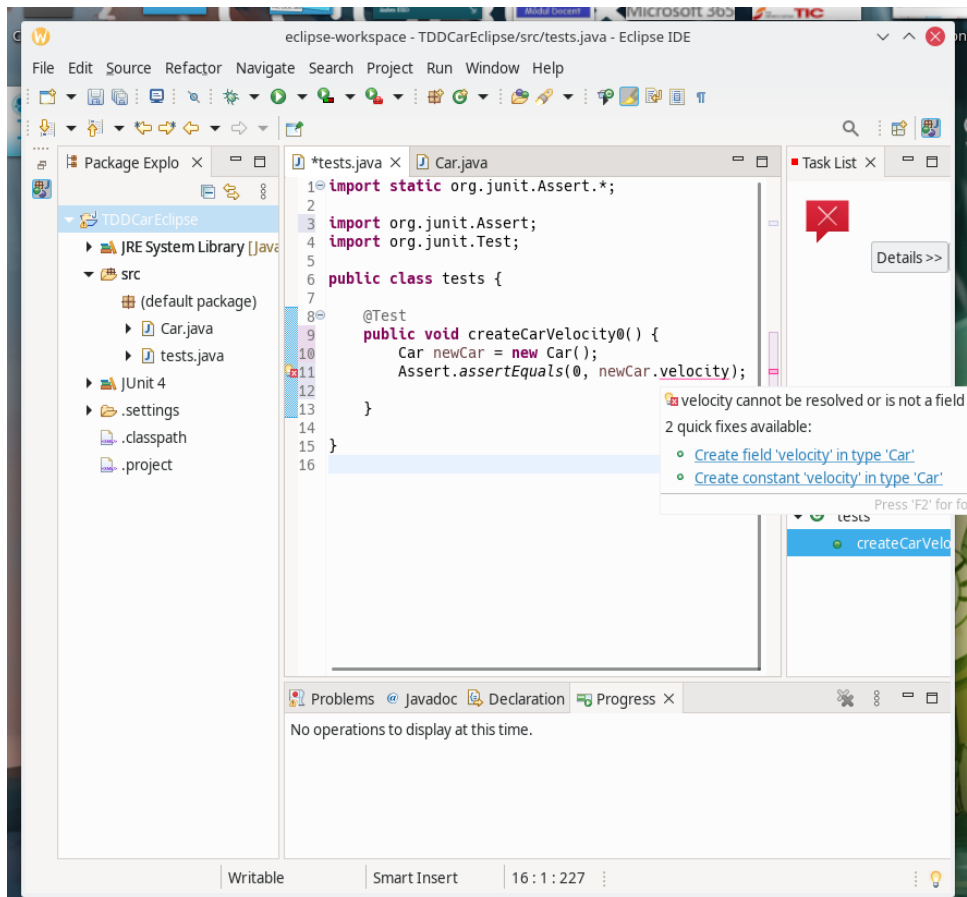 Módul Docent
Microsoft 365
TIC
eclipse-workspace - TDDCarEclipse/src/tests.java - Eclipse IDE
File Edit Source Refactor Navigate Search Project Run Window Help
Package Explo
*tests.java
Car.java
Task List
TDDCarEclipse
JRE System Library [Java
src
(default package)
Car.java
tests.java
JUnit 4
.settings
.classpath
.project
1 import static org.junit.Assert.*;
2
3 import org.junit.Assert;
4 import org.junit.Test;
5
6 public class tests {
7
8 @Test
9 public void createCarVelocity0() {
10 Car newCar = new Car();
11 Assert.assertEquals(0, newCar.velocity);
12
13 }
14
15 }
16
Details >>
velocity cannot be resolved or is not a field
2 quick fixes available:
Create field 'velocity' in type 'Car'
Create constant 'velocity' in type 'Car'
Press 'F2' for fo
tests
createCarVelo
Problems Javadoc Declaration Progress
No operations to display at this time.
Writable Smart Insert 16 : 1 : 227